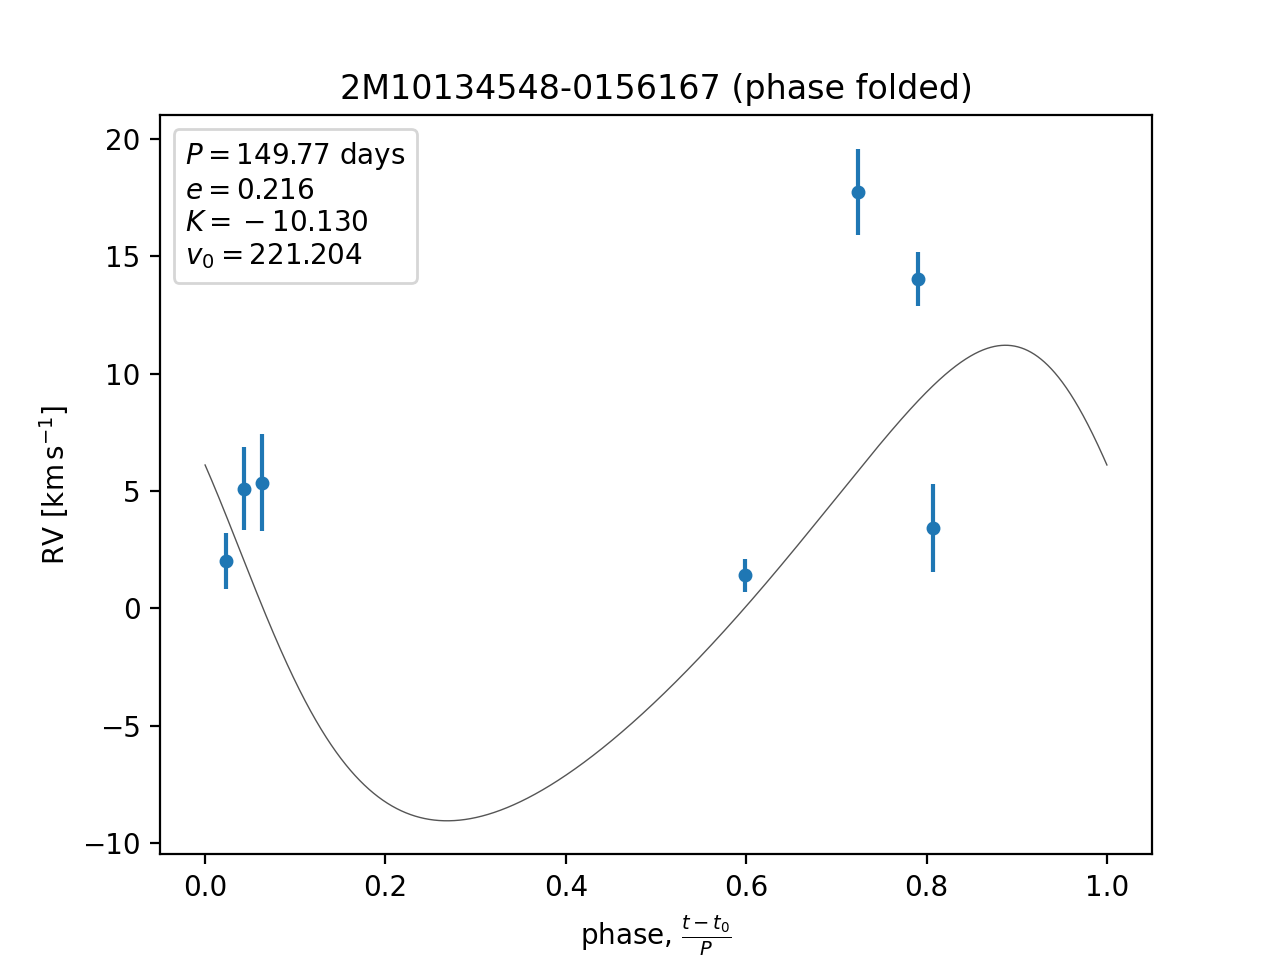 2M10134548-0156167 (phase folded)
P = 149.77 days
e = 0.216
K = −10.130
v₀ = 221.204
RV [km s⁻¹]
20
15
10
5
0
−5
−10
0.0 0.2 0.4 0.6 0.8 1.0
phase, (t − t₀)/P